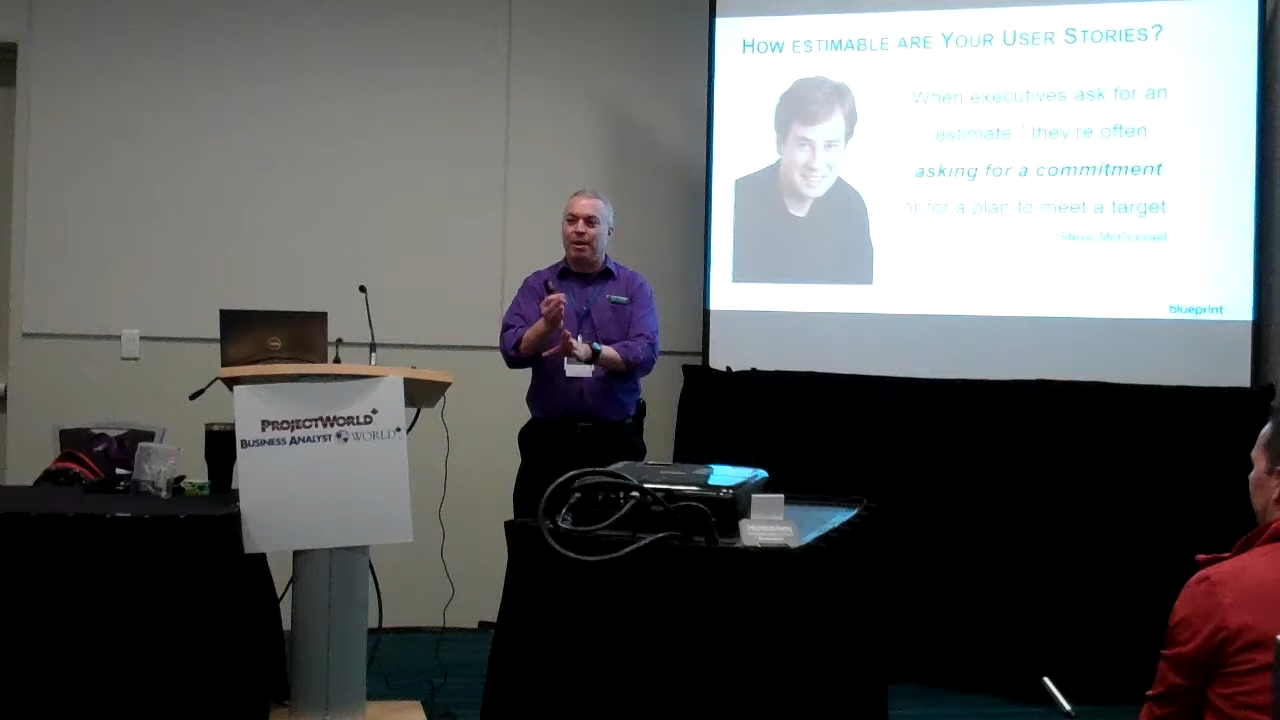 HOW ESTIMABLE ARE YOUR USER STORIES?
When executives ask for an
estimate," they're often
asking for a commitment
or for a plan to meet a target
Steve McConnell
blueprint
PROJECTWORLD
BUSINESS ANALYST WORLD
DELL